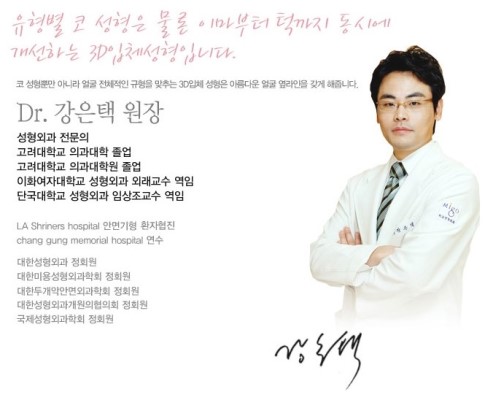 유형별 코 성형은 물론 이마부터 턱까지 동시에
개선하는 3D입체성형입니다.
코 성형뿐만 아니라 얼굴 전체적인 규형을 맞추는 3D입체 성형은 아름다운 얼굴 옆라인을 갖게 해줍니다.
Dr. 강은택 원장
성형외과 전문의
고려대학교 의과대학 졸업
고려대학교 의과대학원 졸업
이화여자대학교 성형외과 외래교수 역임
단국대학교 성형외과 임상조교수 역임
LA Shriners hospital 안면기형 환자협진
chang gung memorial hospital 연수
대한성형외과 정회원
대한미용성형외과학회 정회원
대한두개악안면외과학회 정회원
대한성형외과개원의협의회 정회원
국제성형외과학회 정회원
migo
강은택